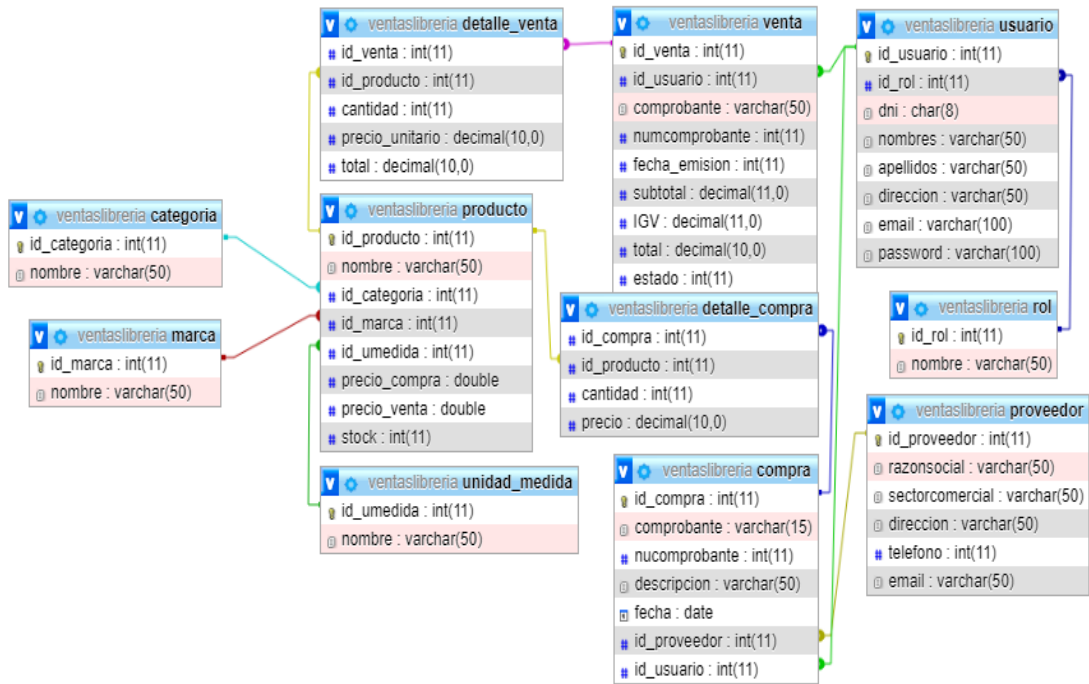 ventaslibreria detalle_venta
id_venta : int(11)
id_producto : int(11)
cantidad : int(11)
precio_unitario : decimal(10,0)
total : decimal(10,0)
ventaslibreria venta
id_venta : int(11)
id_usuario : int(11)
comprobante : varchar(50)
numcomprobante : int(11)
fecha_emision : int(11)
subtotal : decimal(11,0)
IGV : decimal(11,0)
total : decimal(10,0)
estado : int(11)
ventaslibreria usuario
id_usuario : int(11)
id_rol : int(11)
dni : char(8)
nombres : varchar(50)
apellidos : varchar(50)
direccion : varchar(50)
email : varchar(100)
password : varchar(100)
ventaslibreria categoria
id_categoria : int(11)
nombre : varchar(50)
ventaslibreria producto
id_producto : int(11)
nombre : varchar(50)
id_categoria : int(11)
id_marca : int(11)
id_umedida : int(11)
precio_compra : double
precio_venta : double
stock : int(11)
ventaslibreria marca
id_marca : int(11)
nombre : varchar(50)
ventaslibreria detalle_compra
id_compra : int(11)
id_producto : int(11)
cantidad : int(11)
precio : decimal(10,0)
ventaslibreria rol
id_rol : int(11)
nombre : varchar(50)
ventaslibreria unidad_medida
id_umedida : int(11)
nombre : varchar(50)
ventaslibreria compra
id_compra : int(11)
comprobante : varchar(15)
nucomprobante : int(11)
descripcion : varchar(50)
fecha : date
id_proveedor : int(11)
id_usuario : int(11)
ventaslibreria proveedor
id_proveedor : int(11)
razonsocial : varchar(50)
sectorcomercial : varchar(50)
direccion : varchar(50)
telefono : int(11)
email : varchar(50)